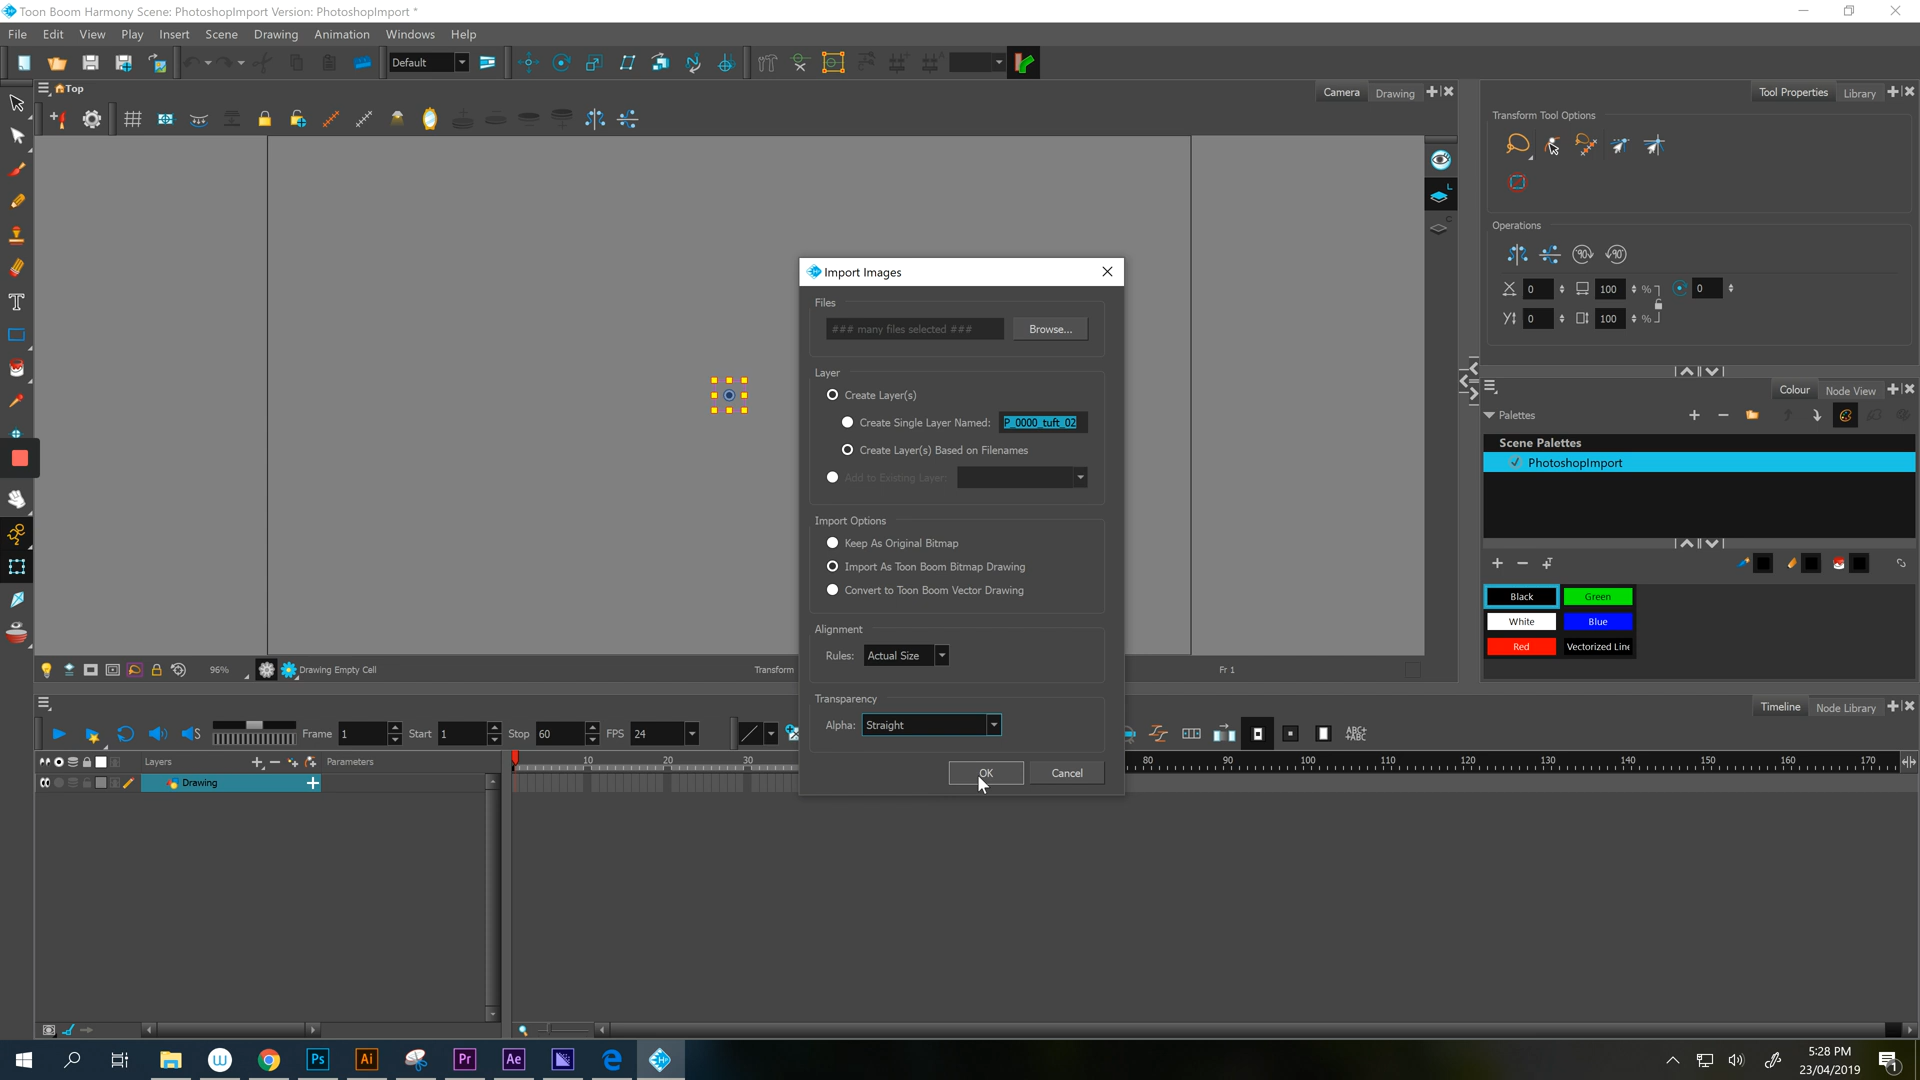 Toon Boom Harmony Scene: PhotoshopImport Version: PhotoshopImport *
File Edit View Play Insert Scene Drawing Animation Windows Help
Default
Top
Camera Drawing
Tool Properties Library
Transform Tool Options
Operations
0 100 % 0
0 100 %
Import Images
Files
### many files selected ###
Browse...
Layer
Create Layer(s)
Create Single Layer Named: P_0000_tuft_02
Create Layer(s) Based on Filenames
Add to Existing Layer:
Import Options
Keep As Original Bitmap
Import As Toon Boom Bitmap Drawing
Convert to Toon Boom Vector Drawing
Alignment
Rules: Actual Size
Transparency
Alpha: Straight
OK Cancel
Colour Node View
Palettes
Scene Palettes
PhotoshopImport
Black Green
White Blue
Red Vectorized Line
96% Drawing Empty Cell Transform Fr 1
Timeline Node Library
Frame 1 Start 1 Stop 60 FPS 24
Layers Parameters
10 20 30 80 90 100 110 120 130 140 150 160 170
Drawing
Ps Ai Pr Ae
5:28 PM
23/04/2019
1